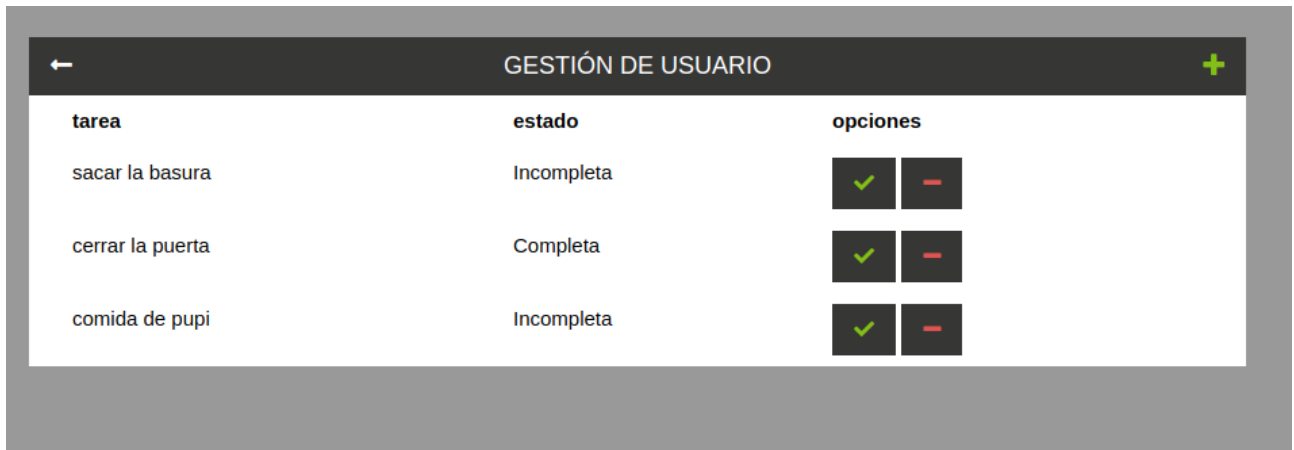 GESTIÓN DE USUARIO
tarea estado opciones
sacar la basura Incompleta
cerrar la puerta Completa
comida de pupi Incompleta